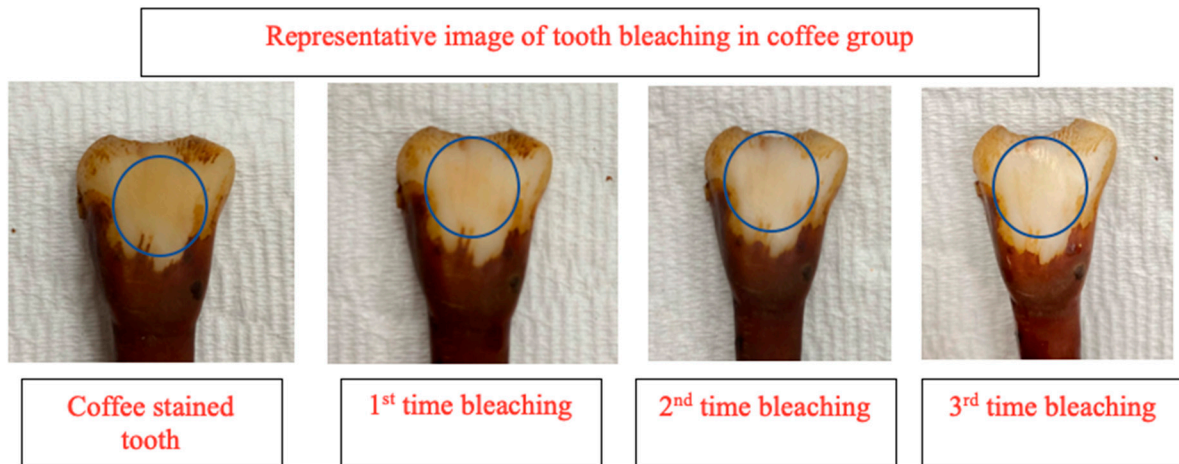 Representative image of tooth bleaching in coffee group
Coffee stained
tooth
1st time bleaching
2nd time bleaching
3rd time bleaching